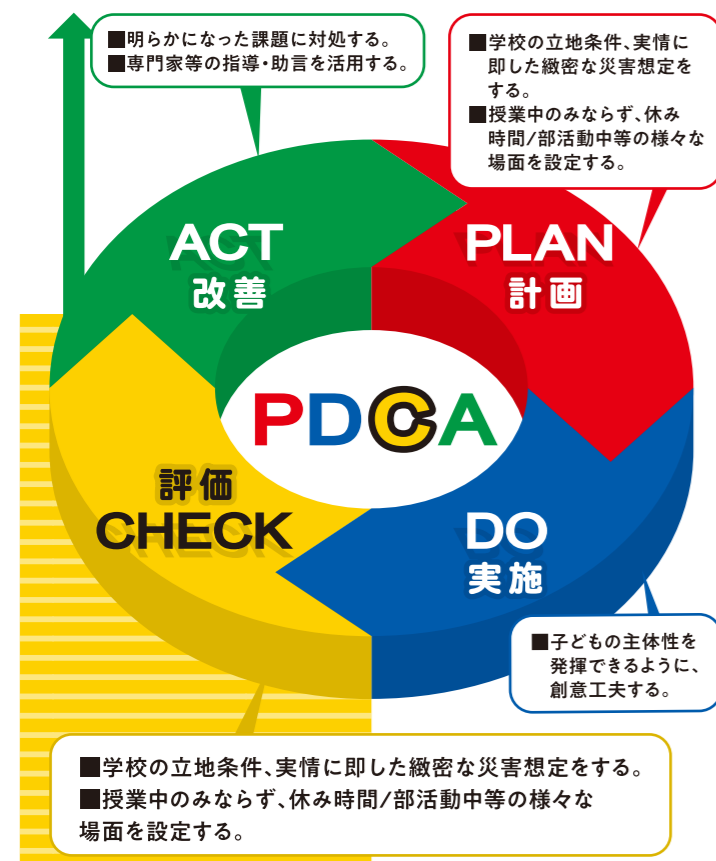 ■明らかになった課題に対処する。
■専門家等の指導・助言を活用する。
■学校の立地条件、実情に
即した緻密な災害想定を
する。
■授業中のみならず、休み
時間/部活動中等の様々な
場面を設定する。
ACT
改善
PLAN
計画
PDCA
評価
CHECK
DO
実施
■子どもの主体性を
発揮できるように、
創意工夫する。
■学校の立地条件、実情に即した緻密な災害想定をする。
■授業中のみならず、休み時間/部活動中等の様々な
場面を設定する。